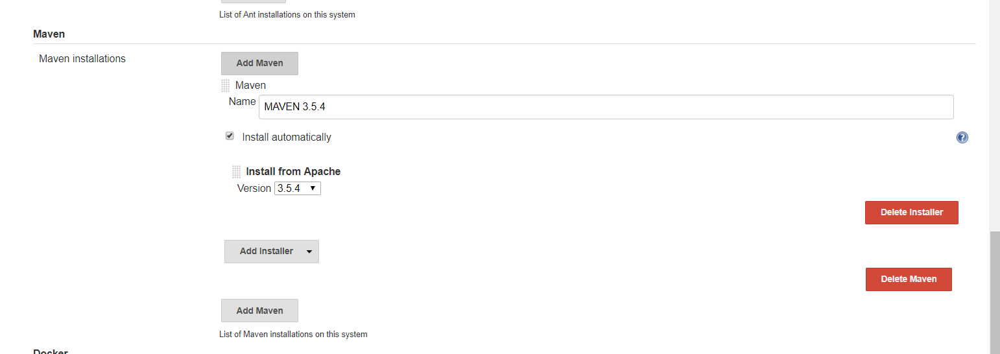 List of Ant installations on this system
Maven
Maven installations
Add Maven
Maven
Name MAVEN 3.5.4
Install automatically
?
Install from Apache
Version 3.5.4
Delete Installer
Add Installer
Delete Maven
Add Maven
List of Maven installations on this system
Docker